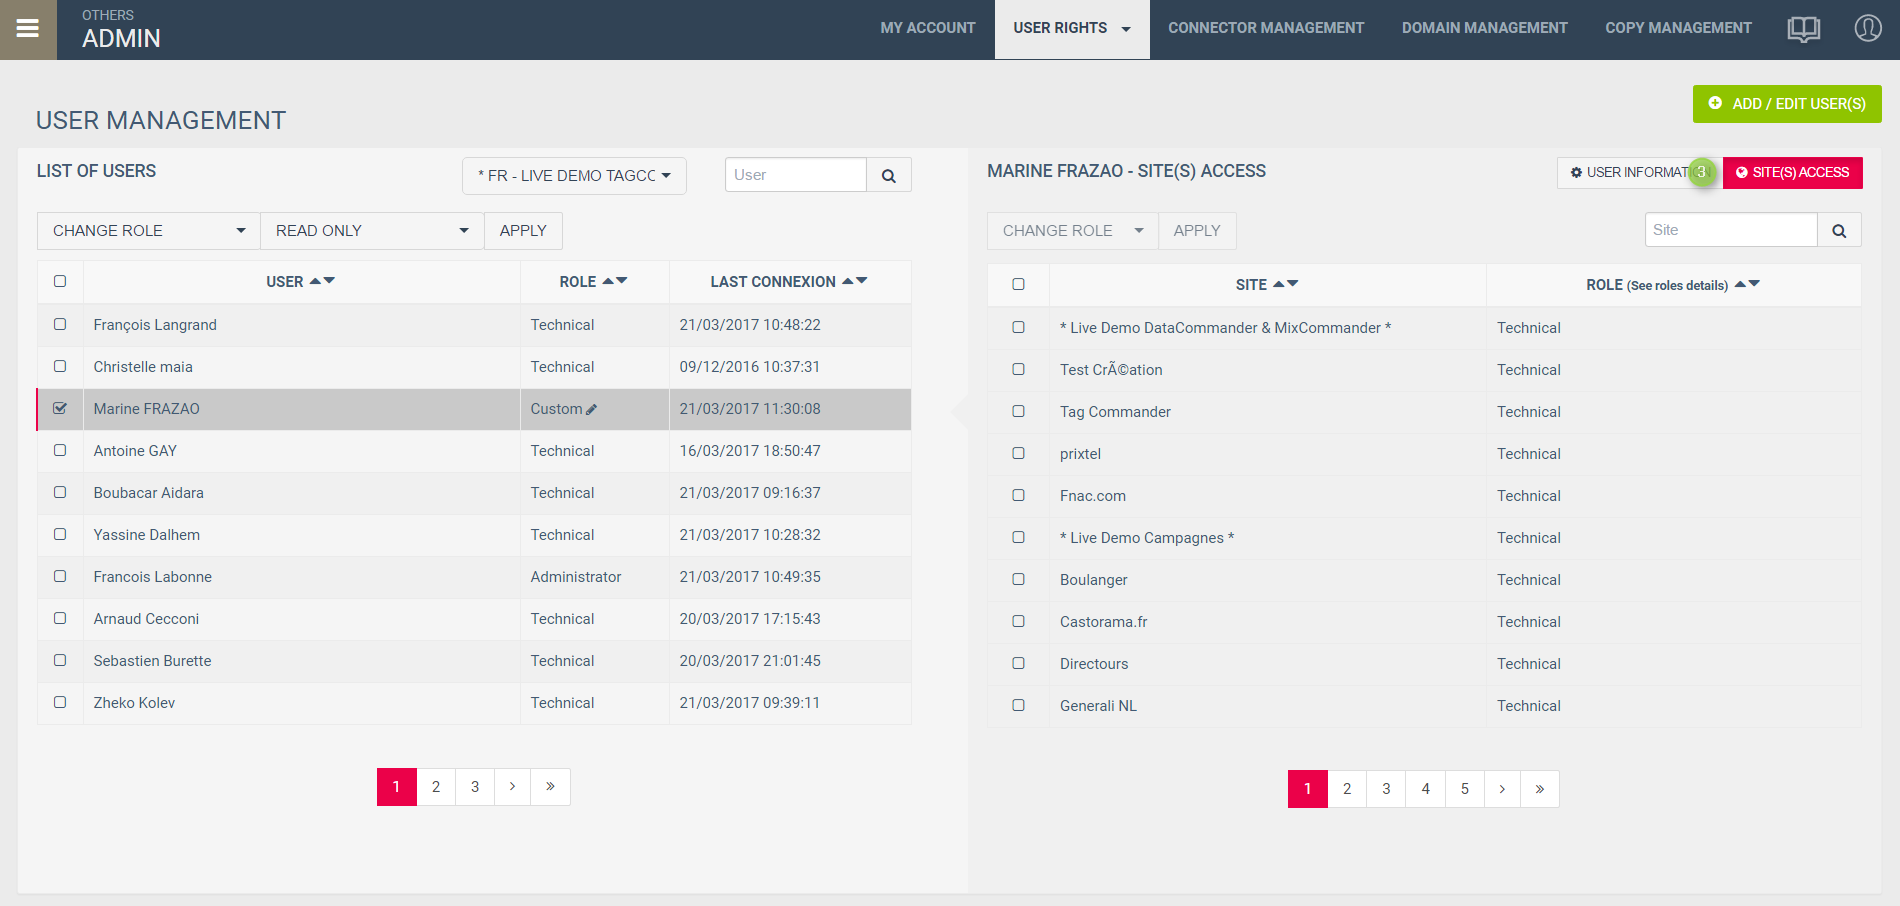 OTHERS
ADMIN
MY ACCOUNT
USER RIGHTS
CONNECTOR MANAGEMENT
DOMAIN MANAGEMENT
COPY MANAGEMENT
USER MANAGEMENT
ADD / EDIT USER(S)
LIST OF USERS
* FR - LIVE DEMO TAGCO
User
CHANGE ROLE
READ ONLY
APPLY
USER ROLE LAST CONNEXION
François Langrand Technical 21/03/2017 10:48:22
Christelle maia Technical 09/12/2016 10:37:31
Marine FRAZAO Custom 21/03/2017 11:30:08
Antoine GAY Technical 16/03/2017 18:50:47
Boubacar Aidara Technical 21/03/2017 09:16:37
Yassine Dalhem Technical 21/03/2017 10:28:32
Francois Labonne Administrator 21/03/2017 10:49:35
Arnaud Cecconi Technical 20/03/2017 17:15:43
Sebastien Burette Technical 20/03/2017 21:01:45
Zheko Kolev Technical 21/03/2017 09:39:11
1 2 3 › »
MARINE FRAZAO - SITE(S) ACCESS
USER INFORMATION
3
SITE(S) ACCESS
CHANGE ROLE
APPLY
Site
SITE ROLE (See roles details)
* Live Demo DataCommander & MixCommander * Technical
Test CrÃ©ation Technical
Tag Commander Technical
prixtel Technical
Fnac.com Technical
* Live Demo Campagnes * Technical
Boulanger Technical
Castorama.fr Technical
Directours Technical
Generali NL Technical
1 2 3 4 5 › »